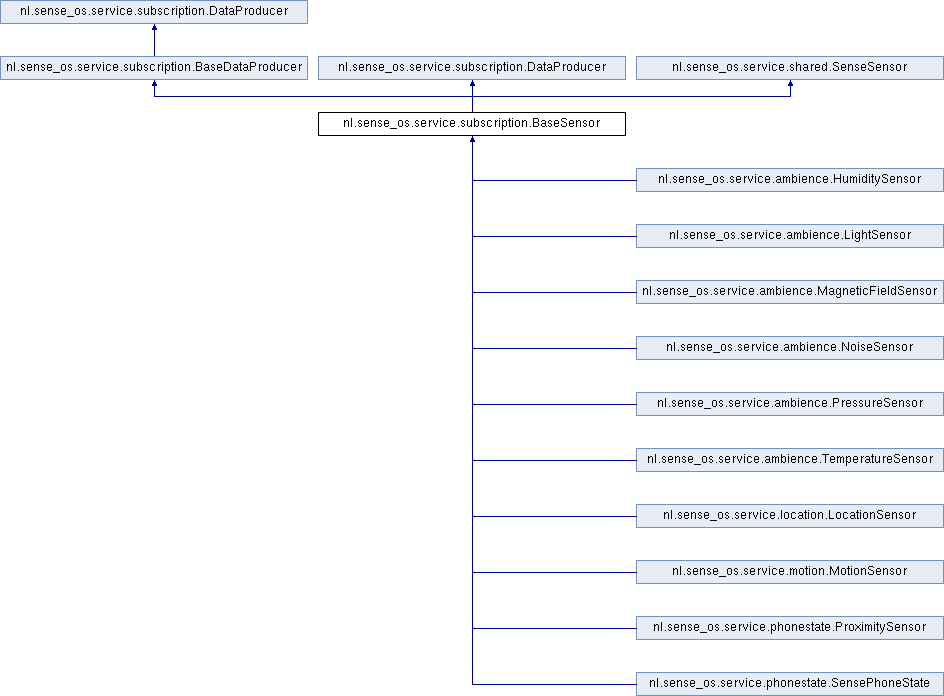 nl.sense_os.service.subscription.DataProducer
nl.sense_os.service.subscription.BaseDataProducer
nl.sense_os.service.subscription.DataProducer
nl.sense_os.service.shared.SenseSensor
nl.sense_os.service.subscription.BaseSensor
nl.sense_os.service.ambience.HumiditySensor
nl.sense_os.service.ambience.LightSensor
nl.sense_os.service.ambience.MagneticFieldSensor
nl.sense_os.service.ambience.NoiseSensor
nl.sense_os.service.ambience.PressureSensor
nl.sense_os.service.ambience.TemperatureSensor
nl.sense_os.service.location.LocationSensor
nl.sense_os.service.motion.MotionSensor
nl.sense_os.service.phonestate.ProximitySensor
nl.sense_os.service.phonestate.SensePhoneState